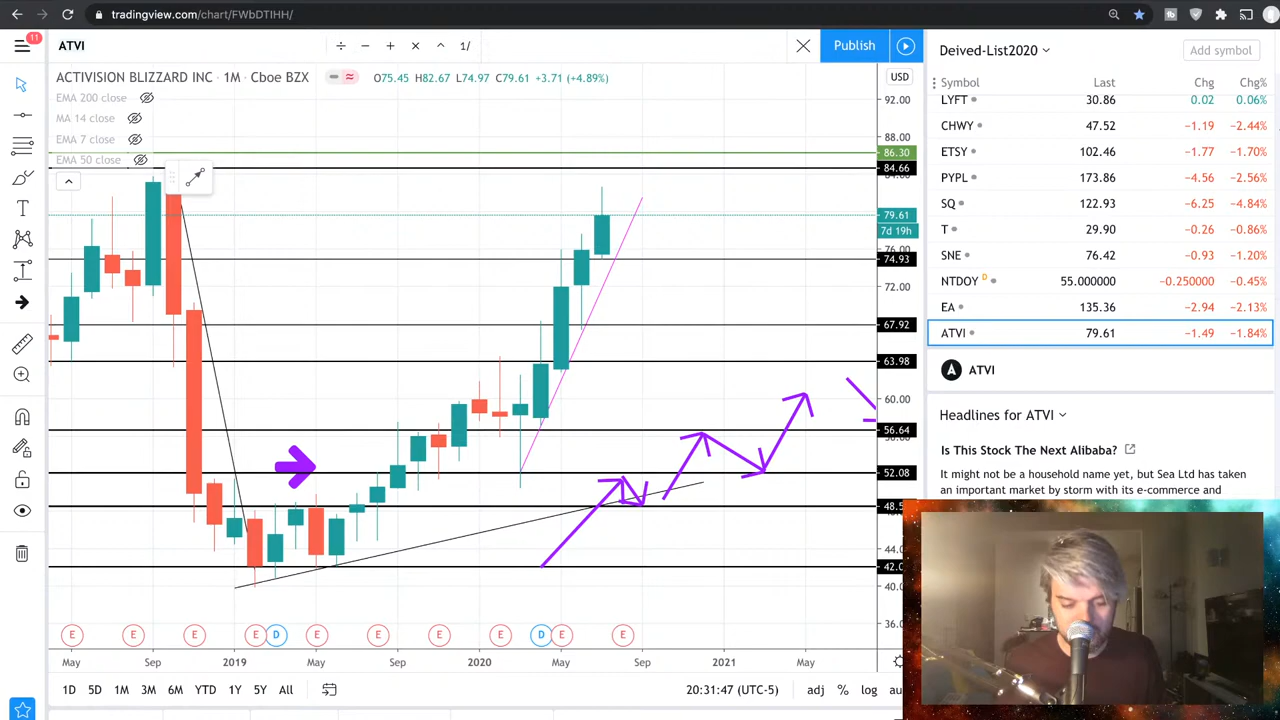 tradingview.com/chart/FWbDTIHH/
11
ATVI
1/
Publish
Deived-List2020
Add symbol
ACTIVISION BLIZZARD INC · 1M · Cboe BZX
O75.45 H82.67 L74.97 C79.61 +3.71 (+4.89%)
USD
Symbol Last Chg Chg%
EMA 200 close
MA 14 close
EMA 7 close
EMA 50 close
LYFT 30.86 0.02 0.06%
CHWY 47.52 −1.19 −2.44%
ETSY 102.46 −1.77 −1.70%
PYPL 173.86 −4.56 −2.56%
SQ 122.93 −6.25 −4.84%
T 29.90 −0.26 −0.86%
SNE 76.42 −0.93 −1.20%
NTDOY D 55.000000 −0.250000 −0.45%
EA 135.36 −2.94 −2.13%
ATVI 79.61 −1.49 −1.84%
92.00
88.00
86.30
84.66
84.00
79.61
7d 19h
76.00
74.93
72.00
67.92
63.98
60.00
56.64
52.08
48.5
44.0
42.0
40.00
36.0
A ATVI
Headlines for ATVI
Is This Stock The Next Alibaba?
It might not be a household name yet, but Sea Ltd has taken
an important market by storm with its e-commerce and
E E E E D E E E E D E E
May Sep 2019 May Sep 2020 May Sep 2021 May
1D 5D 1M 3M 6M YTD 1Y 5Y All
20:31:47 (UTC-5) adj % log au